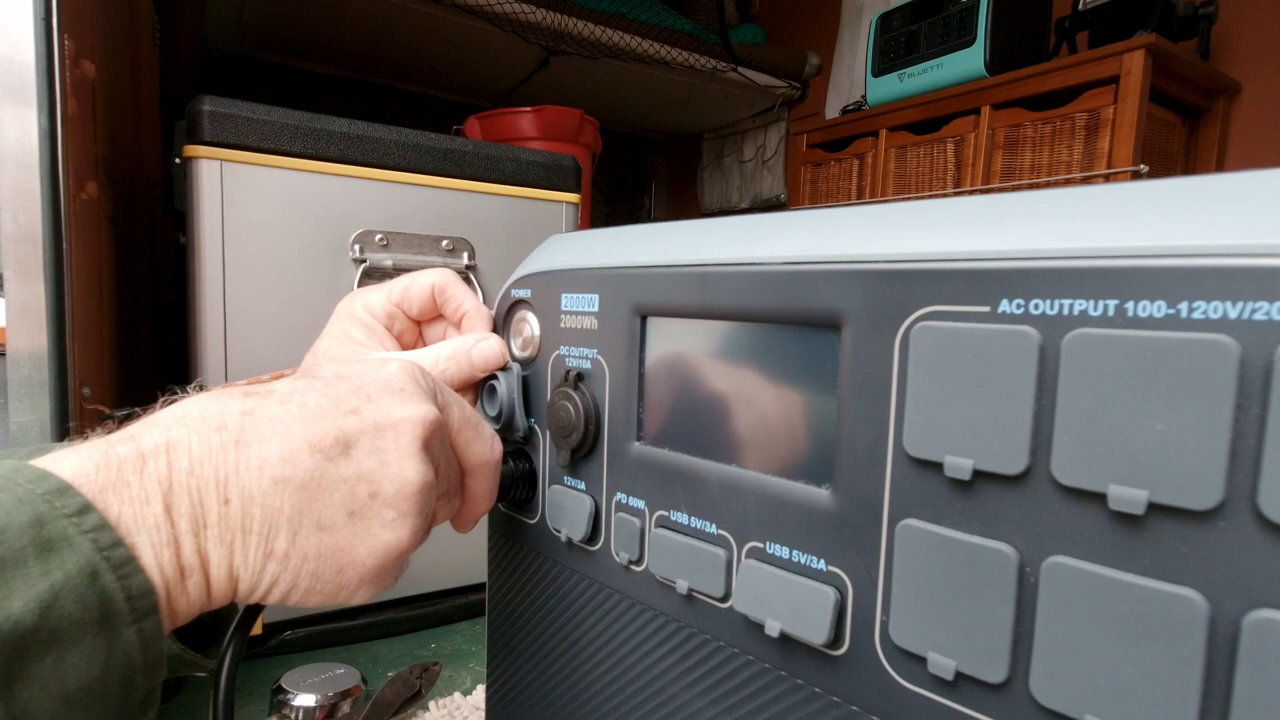 BLUETTI
POWER
2000W
2000Wh
DC OUTPUT
12V/10A
12V/3A
PD 60W
USB 5V/3A
USB 5V/3A
AC OUTPUT 100-120V/20